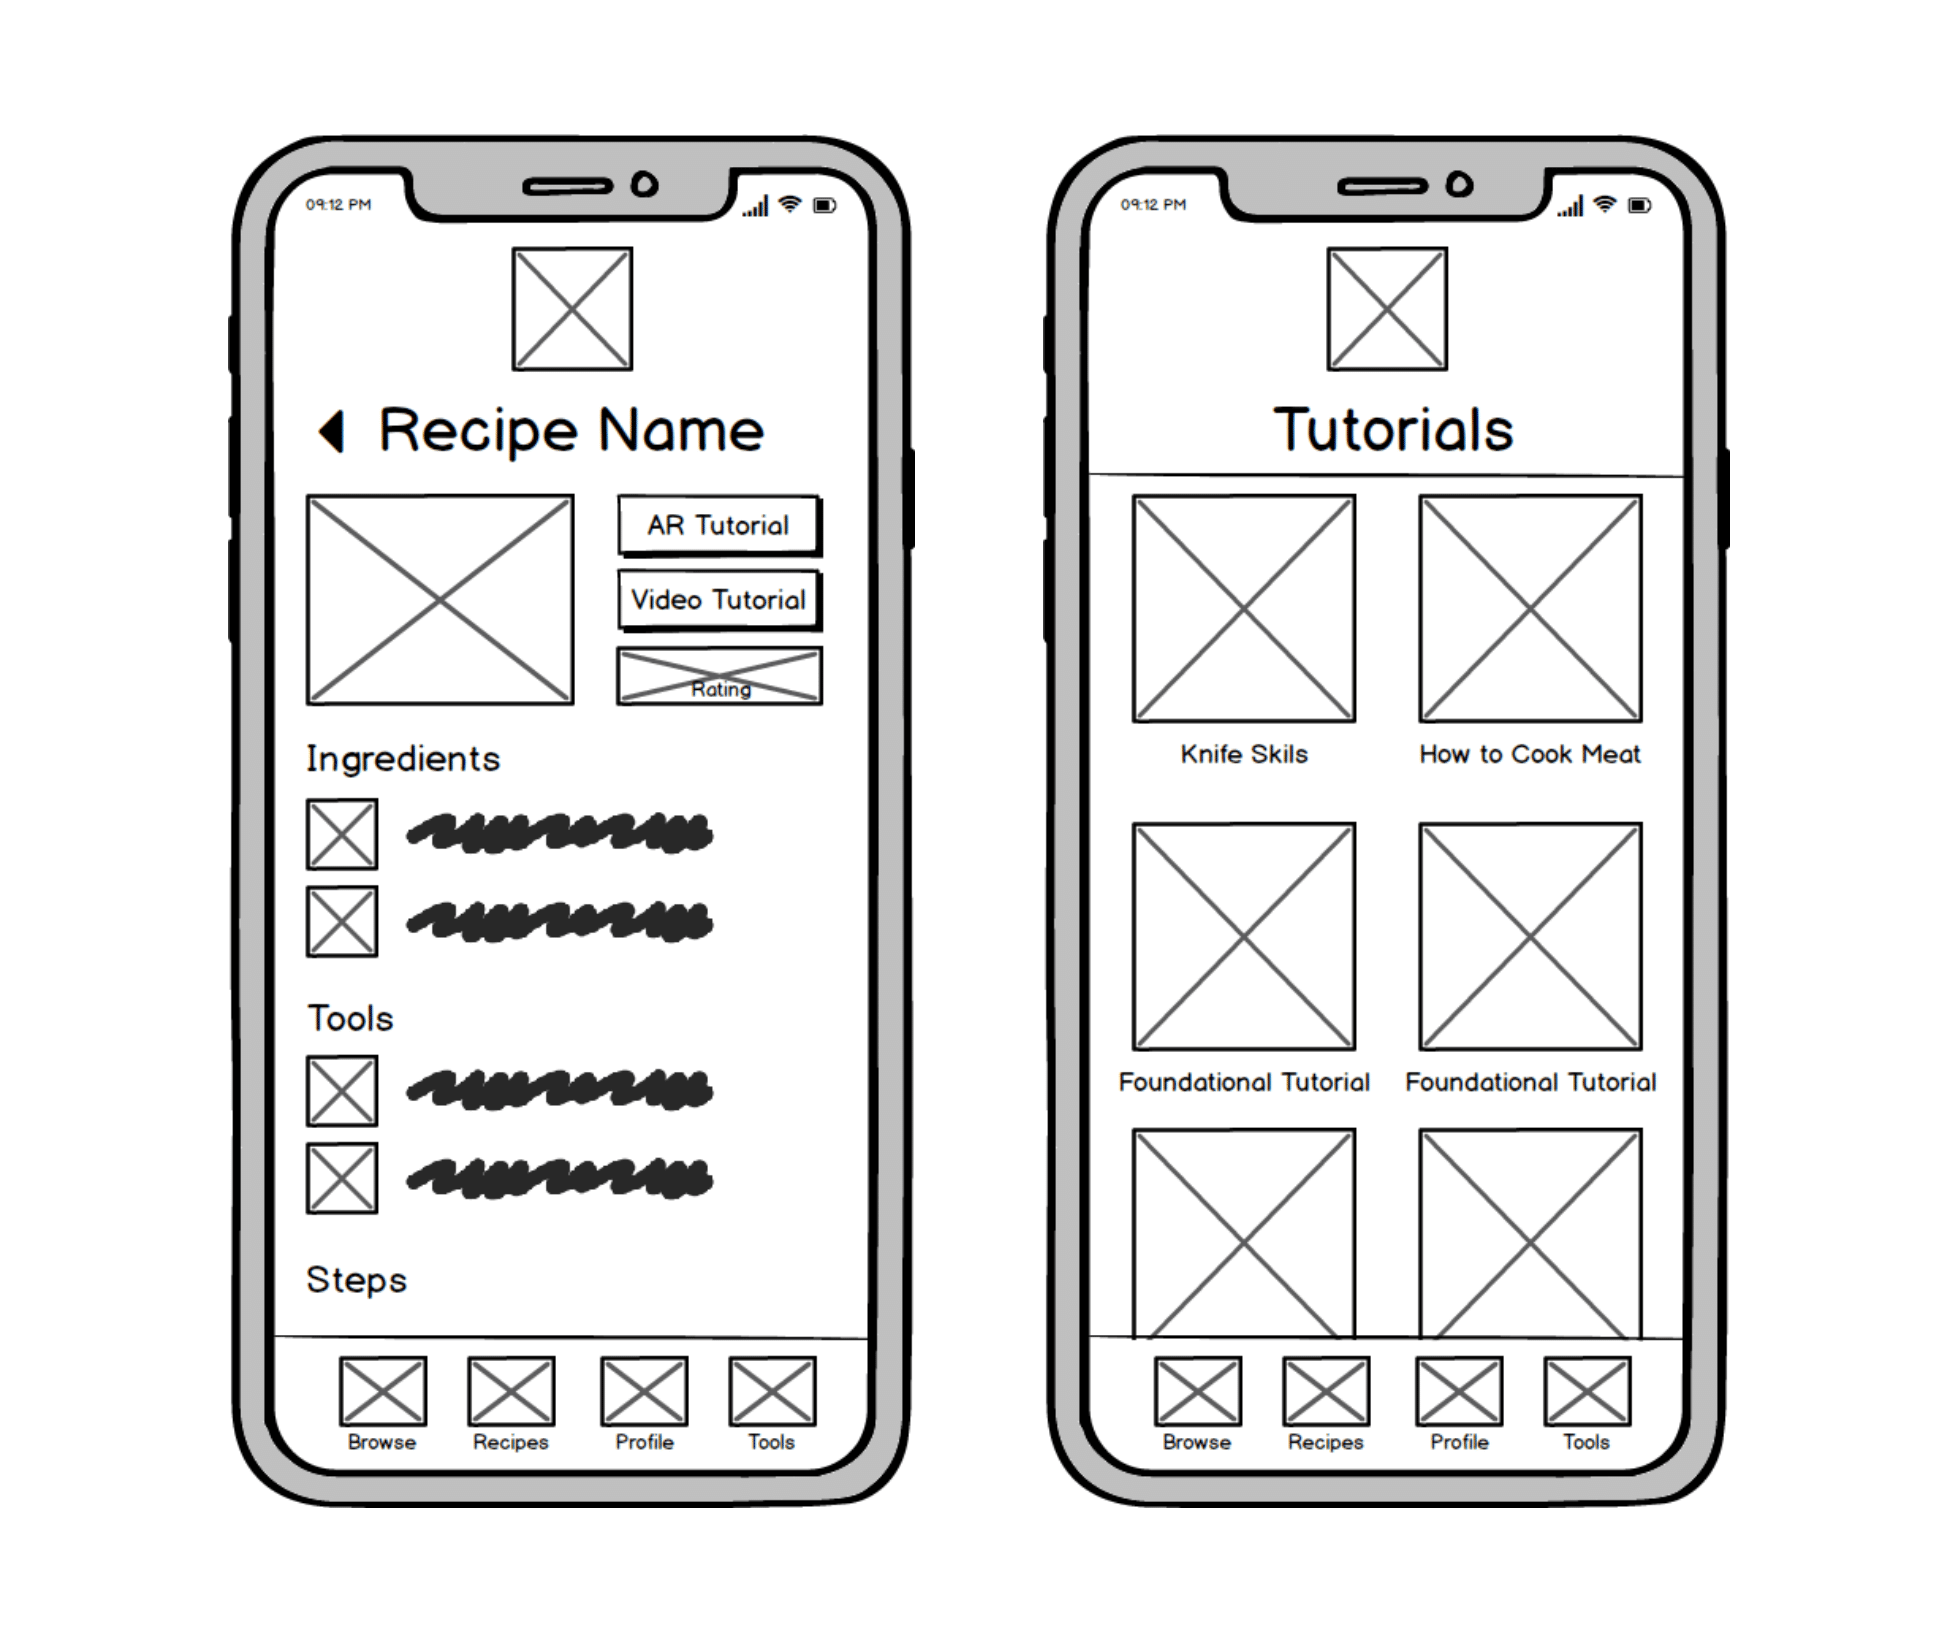 09:12 PM
Recipe Name
AR Tutorial
Video Tutorial
Rating
Ingredients
Tools
Steps
Browse Recipes Profile Tools
09:12 PM
Tutorials
Knife Skils How to Cook Meat
Foundational Tutorial Foundational Tutorial
Browse Recipes Profile Tools